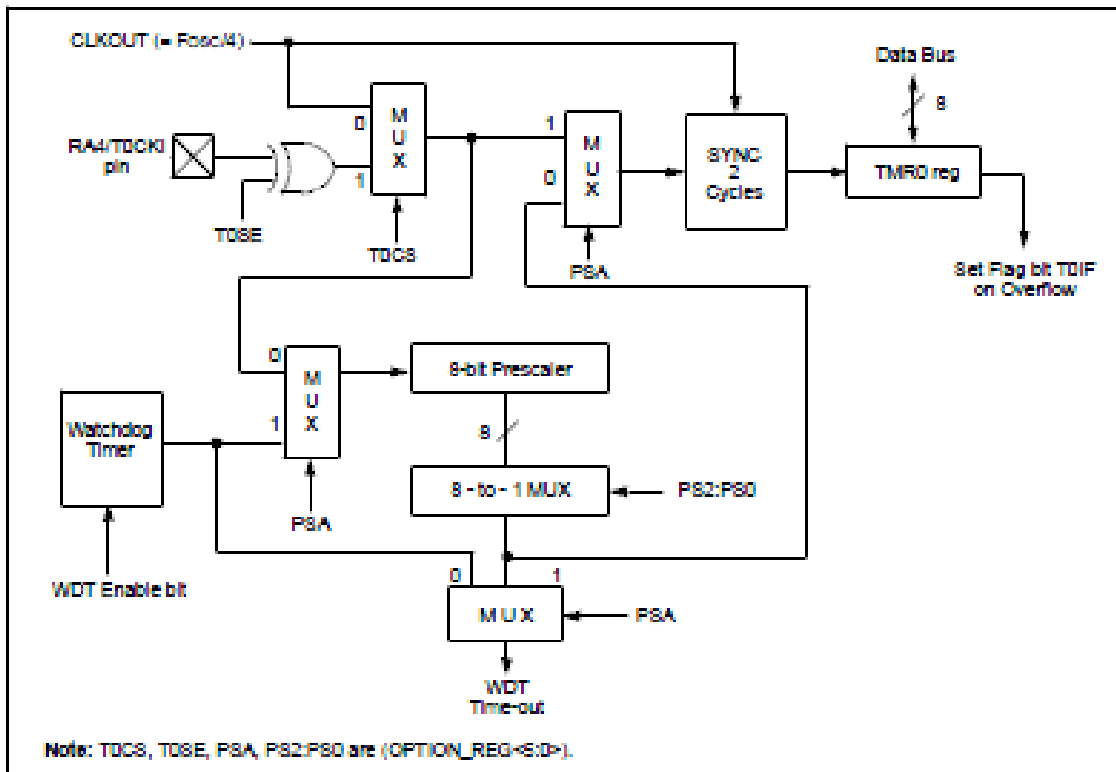 CLKOUT (= Fosc/4)
Data Bus
8
RA4/T0CKI
pin
0
1
M
U
X
T0SE
T0CS
1
0
M
U
X
PSA
SYNC
2
Cycles
TMR0 reg
Set Flag bit T0IF
on Overflow
0
1
M
U
X
PSA
8-bit Prescaler
8
Watchdog
Timer
8 - to - 1 MUX
PS2:PS0
WDT Enable bit
0
1
M U X
PSA
WDT
Time-out
Note: T0CS, T0SE, PSA, PS2:PS0 are (OPTION_REG<5:0>).